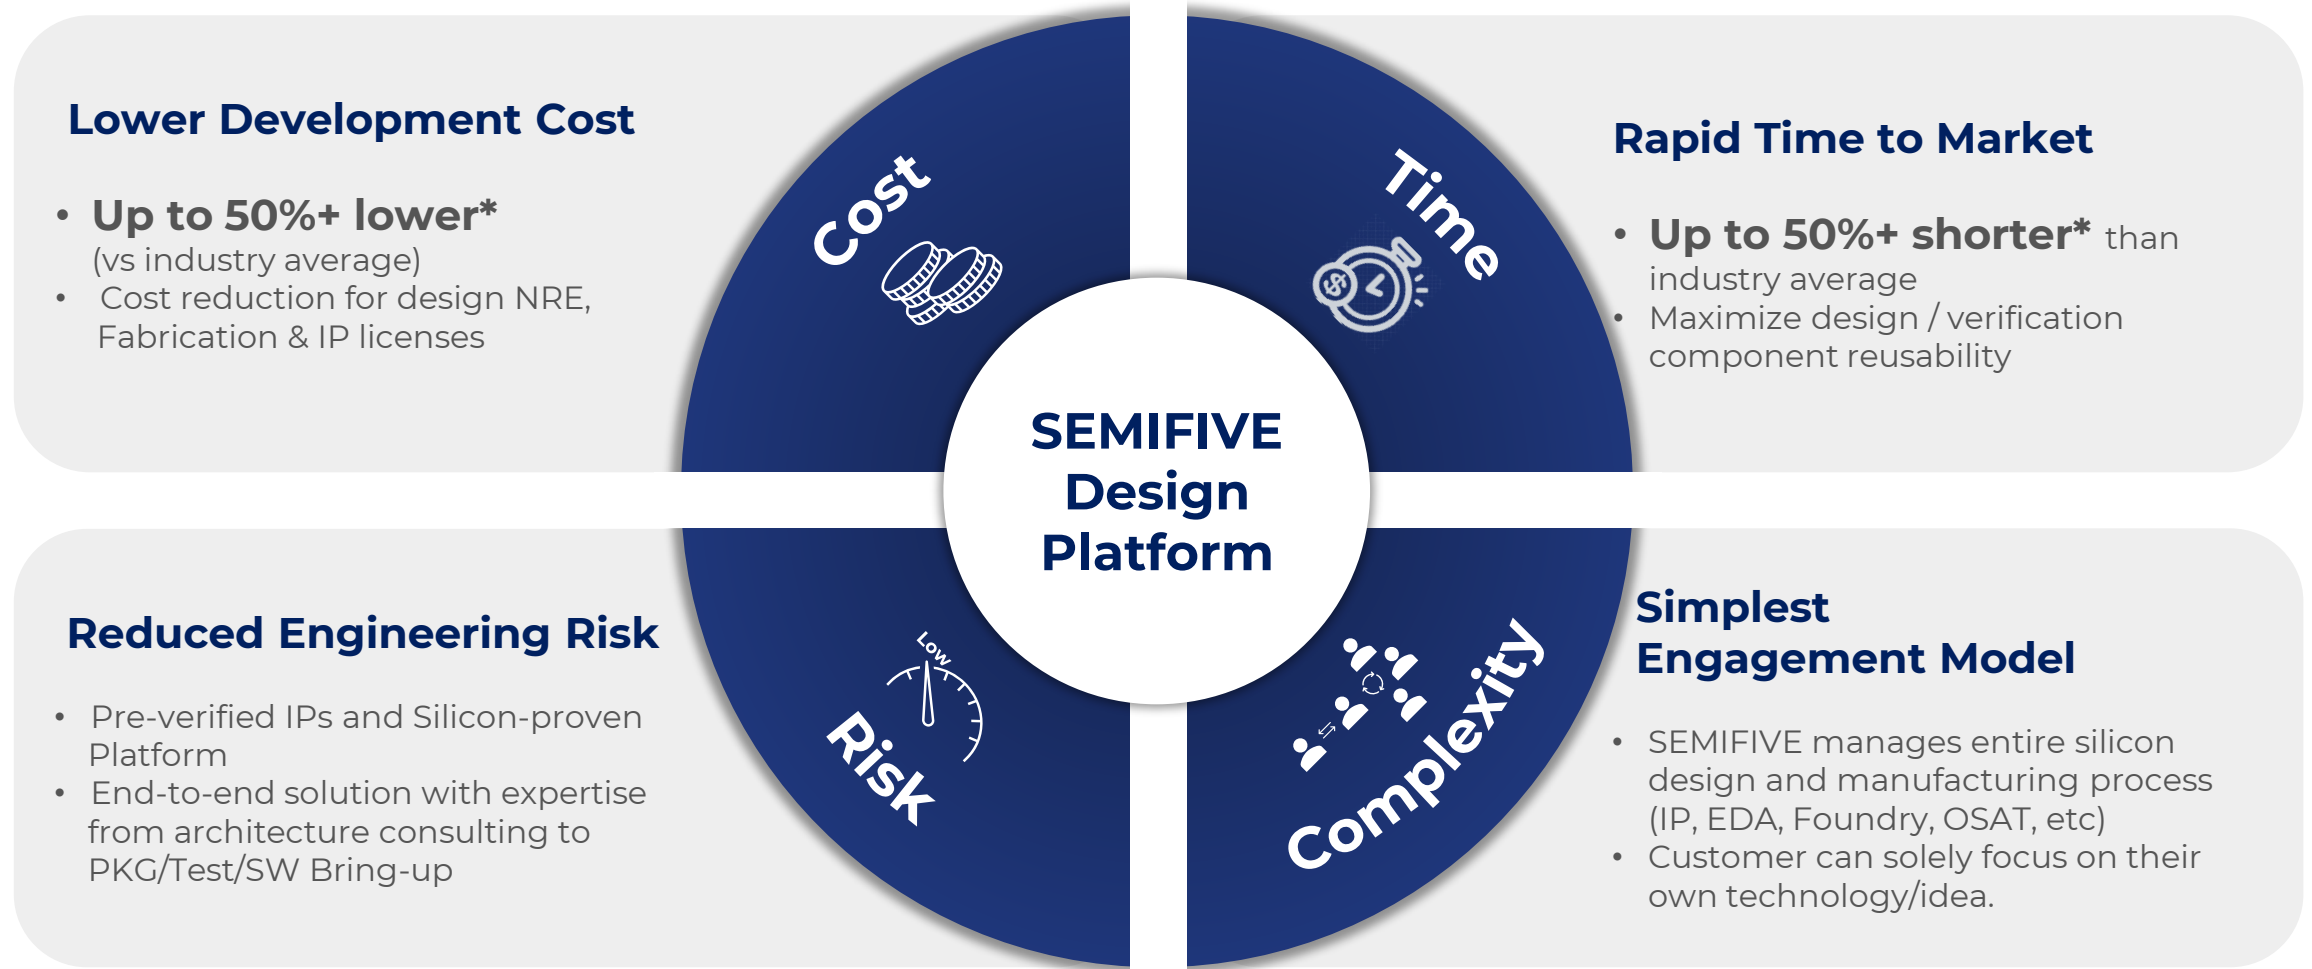 Lower Development Cost
• Up to 50%+ lower*
(vs industry average)
• Cost reduction for design NRE,
Fabrication & IP licenses
Cost
$
Time
Rapid Time to Market
• Up to 50%+ shorter* than
industry average
• Maximize design / verification
component reusability
SEMIFIVE
Design
Platform
Reduced Engineering Risk
• Pre-verified IPs and Silicon-proven
Platform
• End-to-end solution with expertise
from architecture consulting to
PKG/Test/SW Bring-up
Low
Risk
Complexity
Simplest
Engagement Model
• SEMIFIVE manages entire silicon
design and manufacturing process
(IP, EDA, Foundry, OSAT, etc)
• Customer can solely focus on their
own technology/idea.